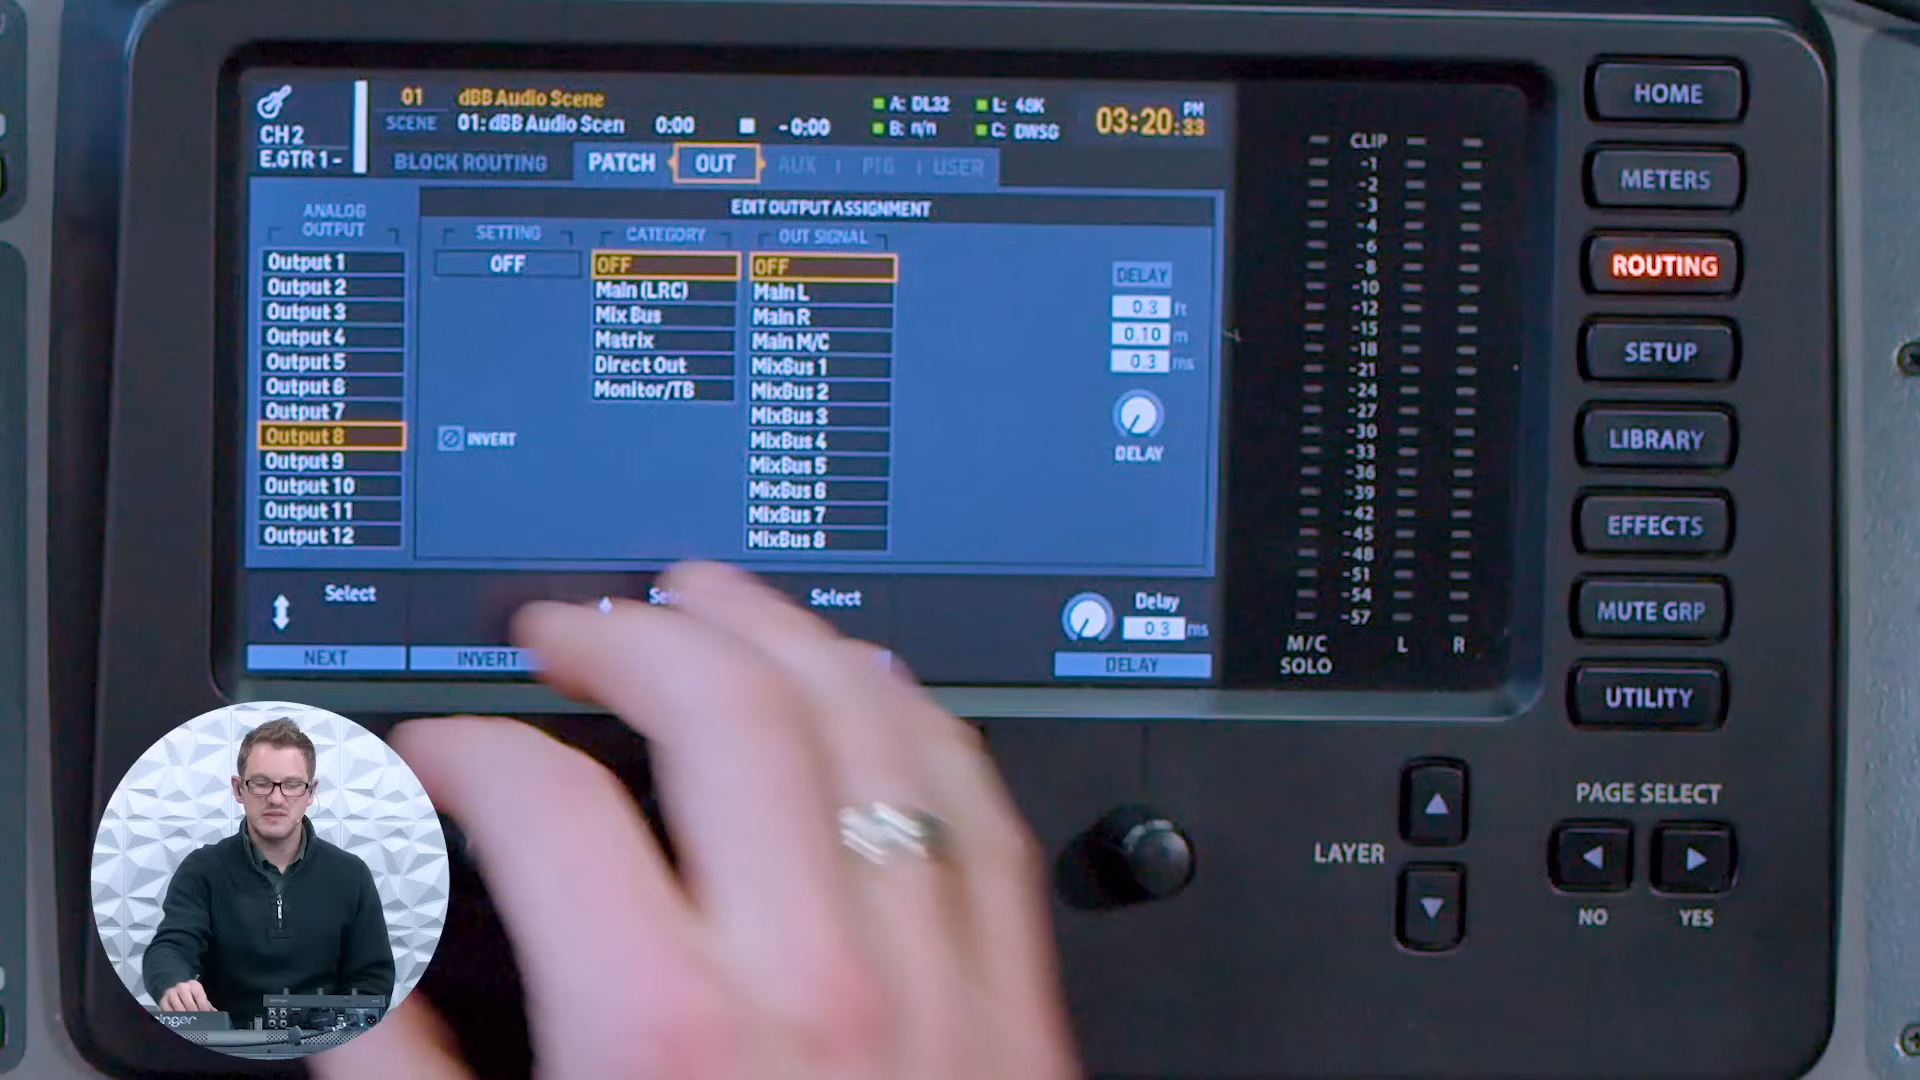 CH2
E.GTR 1-
01
dBB Audio Scene
SCENE
01: dBB Audio Scen
0:00
-0:00
A: DL32
B: n/n
L: 48K
C: DWSG
03:20:33
PM
BLOCK ROUTING
PATCH
OUT
AUX
P16
USER
ANALOG
OUTPUT
Output 1
Output 2
Output 3
Output 4
Output 5
Output 6
Output 7
Output 8
Output 9
Output 10
Output 11
Output 12
EDIT OUTPUT ASSIGNMENT
SETTING
OFF
INVERT
CATEGORY
OFF
Main (LRC)
Mix Bus
Matrix
Direct Out
Monitor/TB
OUT SIGNAL
OFF
Main L
Main R
Main M/C
MixBus 1
MixBus 2
MixBus 3
MixBus 4
MixBus 5
MixBus 6
MixBus 7
MixBus 8
DELAY
0.3 ft
0.10 m
0.3 ms
DELAY
Select
Select
Delay
0.3 ms
NEXT
INVERT
DELAY
CLIP
-1
-2
-3
-4
-6
-8
-10
-12
-15
-18
-21
-24
-27
-30
-33
-36
-39
-42
-45
-48
-51
-54
-57
M/C
SOLO
L
R
HOME
METERS
ROUTING
SETUP
LIBRARY
EFFECTS
MUTE GRP
UTILITY
PAGE SELECT
LAYER
NO
YES